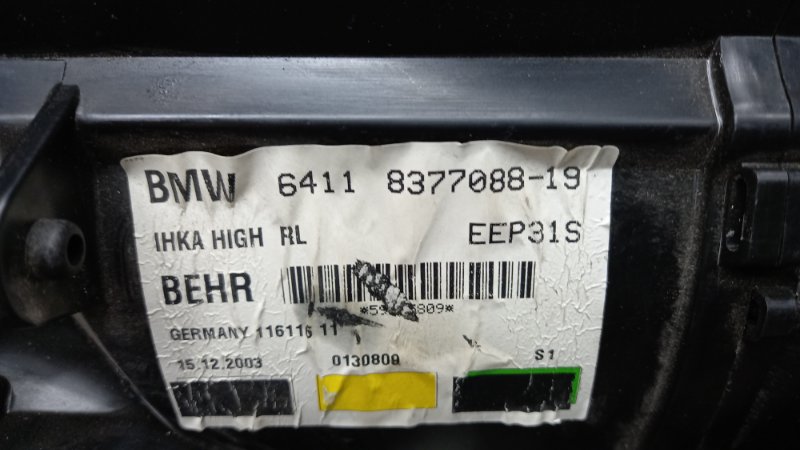 BMW 6411 8377088-19
IHKA HIGH RL EEP31S
BEHR
GERMANY 116116 11
15.12.2003 0130809 S1